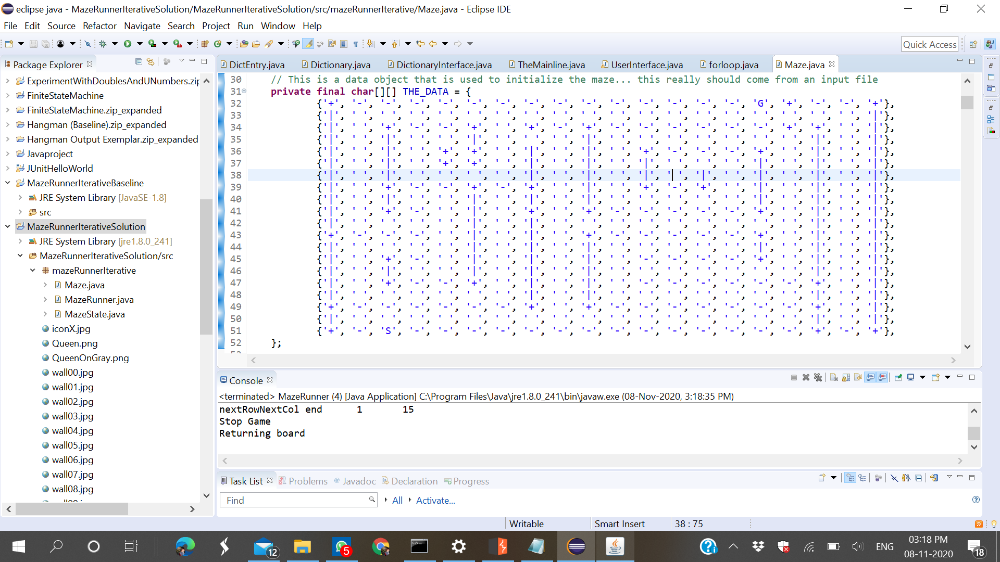 eclipse java - MazeRunnerIterativeSolution/MazeRunnerIterativeSolution/src/mazeRunnerIterative/Maze.java - Eclipse IDE
File Edit Source Refactor Navigate Search Project Run Window Help
Quick Access
Package Explorer
ExperimentWithDoublesAndUNumbers.zip
FiniteStateMachine
FiniteStateMachine.zip_expanded
Hangman (Baseline).zip_expanded
Hangman Output Exemplar.zip_expanded
Javaproject
JUnitHelloWorld
MazeRunnerIterativeBaseline
JRE System Library [JavaSE-1.8]
src
MazeRunnerIterativeSolution
JRE System Library [jre1.8.0_241]
MazeRunnerIterativeSolution/src
mazeRunnerIterative
Maze.java
MazeRunner.java
MazeState.java
iconX.jpg
Queen.png
QueenOnGray.png
wall00.jpg
wall01.jpg
wall02.jpg
wall03.jpg
wall04.jpg
wall05.jpg
wall06.jpg
wall07.jpg
wall08.jpg
DictEntry.java Dictionary.java DictionaryInterface.java TheMainline.java UserInterface.java forloop.java Maze.java
30 // This is a data object that is used to initialize the maze... this really should come from an input file
31 private final char[][] THE_DATA = {
32 {'+', '-', '-', '-', '-', '-', '-', '-', '-', '-', '-', '-', '-', '-', '-', 'G', '+', '-', '-', '+'},
33 {'|', ' ', ' ', ' ', ' ', ' ', ' ', ' ', ' ', ' ', ' ', ' ', ' ', ' ', ' ', ' ', ' ', ' ', ' ', '|'},
34 {'|', ' ', '+', '-', '-', '+', ' ', '+', '-', '+', '-', '-', '-', '-', '-', '-', '+', '+', ' ', '|'},
35 {'|', ' ', '|', ' ', ' ', '|', ' ', ' ', ' ', '|', ' ', ' ', ' ', ' ', ' ', ' ', ' ', '|', ' ', '|'},
36 {'|', ' ', '|', ' ', '+', '+', ' ', '|', ' ', '|', ' ', '+', '-', '-', '-', '+', ' ', '|', ' ', '|'},
37 {'|', ' ', '|', ' ', '+', '+', ' ', '|', ' ', '|', ' ', '|', ' ', ' ', ' ', '|', ' ', '|', ' ', '|'},
38 {'|', ' ', '|', ' ', ' ', ' ', ' ', '|', ' ', '|', ' ', '|', ' ', '|', ' ', '|', ' ', '|', ' ', '|'},
39 {'|', ' ', '+', '-', '-', '+', '-', '+', ' ', '|', ' ', '+', '-', '+', ' ', '|', ' ', '|', ' ', '|'},
40 {'|', ' ', '|', ' ', ' ', '|', ' ', '|', ' ', '|', ' ', ' ', ' ', ' ', ' ', '|', ' ', '|', ' ', '|'},
41 {'|', ' ', '+', '-', ' ', '|', ' ', '+', ' ', '+', '-', '-', '-', '-', '-', '+', ' ', '|', ' ', '|'},
42 {'|', ' ', ' ', ' ', ' ', '|', ' ', '|', ' ', ' ', ' ', ' ', ' ', ' ', ' ', ' ', ' ', '|', ' ', '|'},
43 {'+', '-', '-', '-', ' ', '|', ' ', '+', ' ', '+', '-', '-', '-', '-', '-', '+', ' ', '|', ' ', '|'},
44 {'|', ' ', ' ', ' ', ' ', '|', ' ', '|', ' ', '|', ' ', ' ', ' ', ' ', ' ', '|', ' ', '|', ' ', '|'},
45 {'|', ' ', '+', '-', ' ', '|', ' ', '|', ' ', '|', ' ', '-', '-', '-', '-', '+', ' ', '|', ' ', '|'},
46 {'|', ' ', '|', ' ', ' ', '|', ' ', '|', ' ', '|', ' ', ' ', ' ', ' ', ' ', ' ', ' ', '|', ' ', '|'},
47 {'|', ' ', '+', '-', '-', '+', ' ', '|', ' ', '|', ' ', '-', '-', '-', '-', '-', '-', '+', ' ', '|'},
48 {'|', ' ', ' ', ' ', ' ', ' ', ' ', '|', ' ', '|', ' ', ' ', ' ', ' ', ' ', ' ', ' ', '|', ' ', '|'},
49 {'+', '-', '-', '-', '-', '-', '-', '+', ' ', '+', '-', '-', '-', '-', '-', '-', '-', '+', ' ', '|'},
50 {'|', ' ', ' ', ' ', ' ', ' ', ' ', ' ', ' ', ' ', ' ', ' ', ' ', ' ', ' ', ' ', ' ', '|', ' ', '|'},
51 {'+', '-', 'S', '-', '-', '-', '-', '-', '-', '-', '-', '-', '-', '-', '-', '-', '-', '+', '-', '+'},
52 };
Console
<terminated> MazeRunner (4) [Java Application] C:\Program Files\Java\jre1.8.0_241\bin\javaw.exe (08-Nov-2020, 3:18:35 PM)
nextRowNextCol end 1 15
Stop Game
Returning board
Task List Problems @ Javadoc Declaration Progress
Find All Activate...
Writable Smart Insert 38 : 75
12 5 ENG 03:18 PM
08-11-2020 18